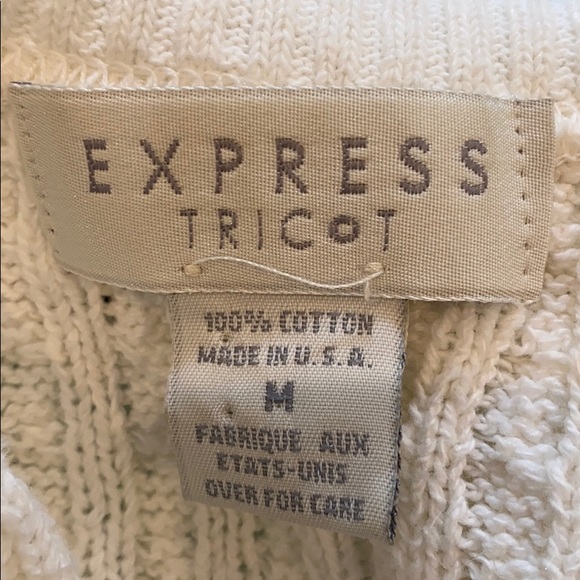 EXPRESS
TRICOT
100% COTTON
MADE IN U.S.A.
M
FABRIQUE AUX
ETATS-UNIS
OVER FOR CARE